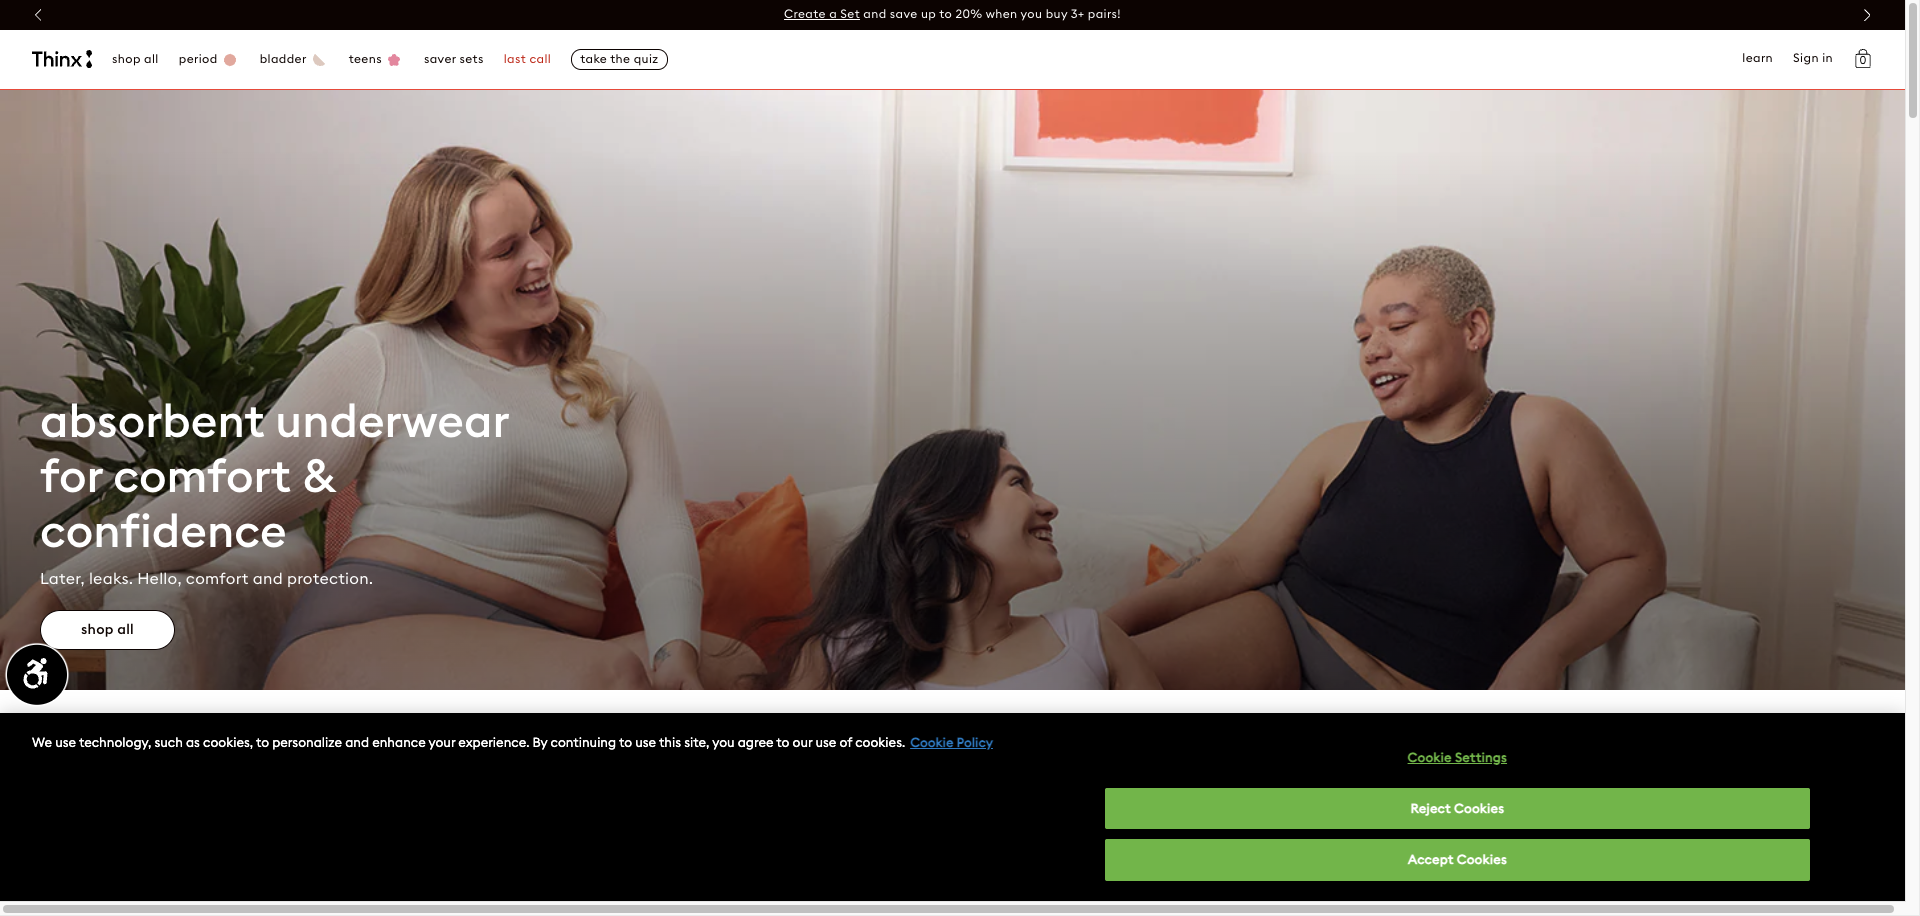 Create a Set and save up to 20% when you buy 3+ pairs!
Thinx shop all period bladder teens saver sets last call take the quiz learn Sign in 0
absorbent underwear
for comfort &
confidence
Later, leaks. Hello, comfort and protection.
shop all
We use technology, such as cookies, to personalize and enhance your experience. By continuing to use this site, you agree to our use of cookies. Cookie Policy
Cookie Settings
Reject Cookies
Accept Cookies